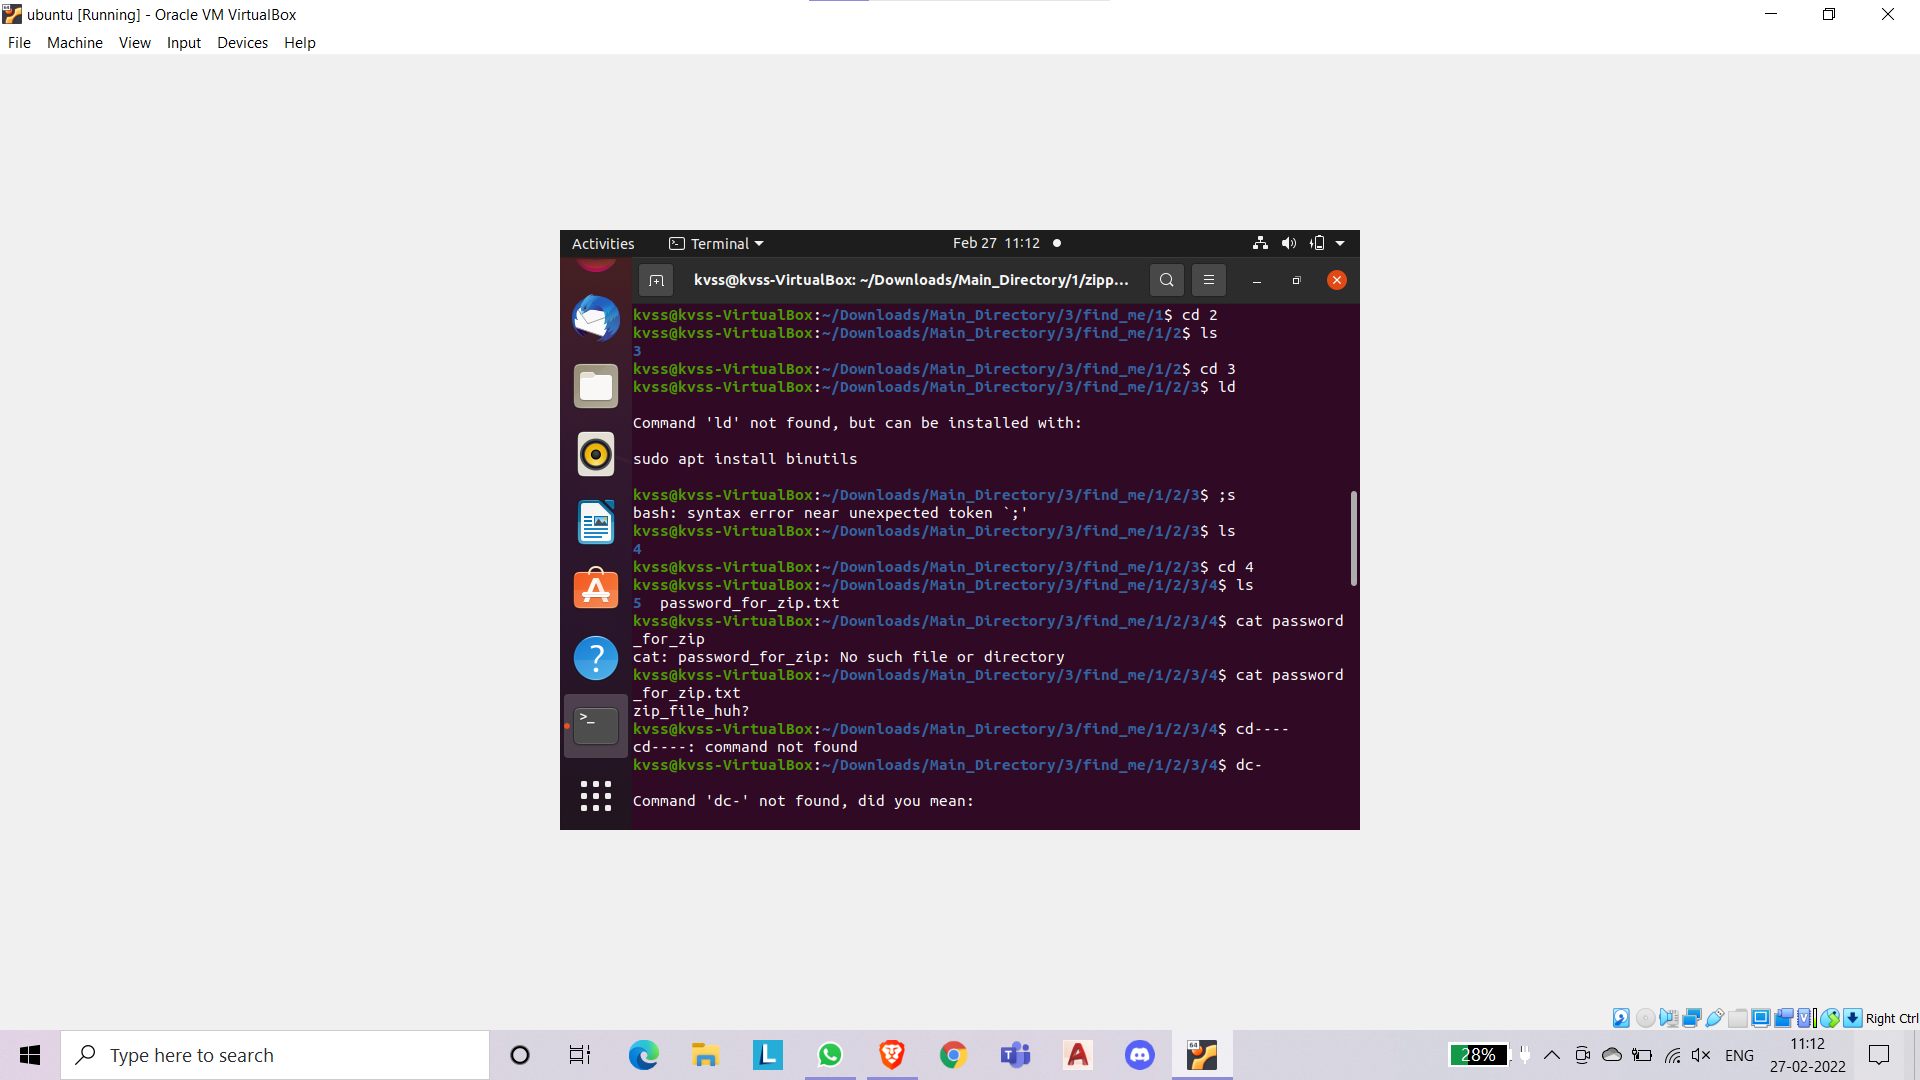 ubuntu [Running] - Oracle VM VirtualBox
File Machine View Input Devices Help
Activities Terminal Feb 27 11:12
kvss@kvss-VirtualBox: ~/Downloads/Main_Directory/1/zipp...
kvss@kvss-VirtualBox:~/Downloads/Main_Directory/3/find_me/1$ cd 2
kvss@kvss-VirtualBox:~/Downloads/Main_Directory/3/find_me/1/2$ ls
3
kvss@kvss-VirtualBox:~/Downloads/Main_Directory/3/find_me/1/2$ cd 3
kvss@kvss-VirtualBox:~/Downloads/Main_Directory/3/find_me/1/2/3$ ld
Command 'ld' not found, but can be installed with:
sudo apt install binutils
kvss@kvss-VirtualBox:~/Downloads/Main_Directory/3/find_me/1/2/3$ ;s
bash: syntax error near unexpected token `;'
kvss@kvss-VirtualBox:~/Downloads/Main_Directory/3/find_me/1/2/3$ ls
4
kvss@kvss-VirtualBox:~/Downloads/Main_Directory/3/find_me/1/2/3$ cd 4
kvss@kvss-VirtualBox:~/Downloads/Main_Directory/3/find_me/1/2/3/4$ ls
5 password_for_zip.txt
kvss@kvss-VirtualBox:~/Downloads/Main_Directory/3/find_me/1/2/3/4$ cat password
_for_zip
cat: password_for_zip: No such file or directory
kvss@kvss-VirtualBox:~/Downloads/Main_Directory/3/find_me/1/2/3/4$ cat password
_for_zip.txt
zip_file_huh?
kvss@kvss-VirtualBox:~/Downloads/Main_Directory/3/find_me/1/2/3/4$ cd----
cd----: command not found
kvss@kvss-VirtualBox:~/Downloads/Main_Directory/3/find_me/1/2/3/4$ dc-
Command 'dc-' not found, did you mean:
Right Ctrl
Type here to search
28%
ENG
11:12
27-02-2022